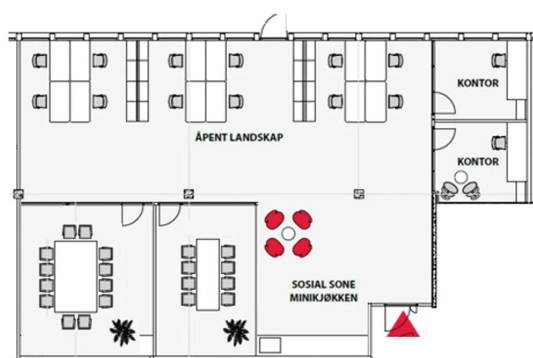 KONTOR
ÅPENT LANDSKAP
KONTOR
SOSIAL SONE
MINIKJØKKEN